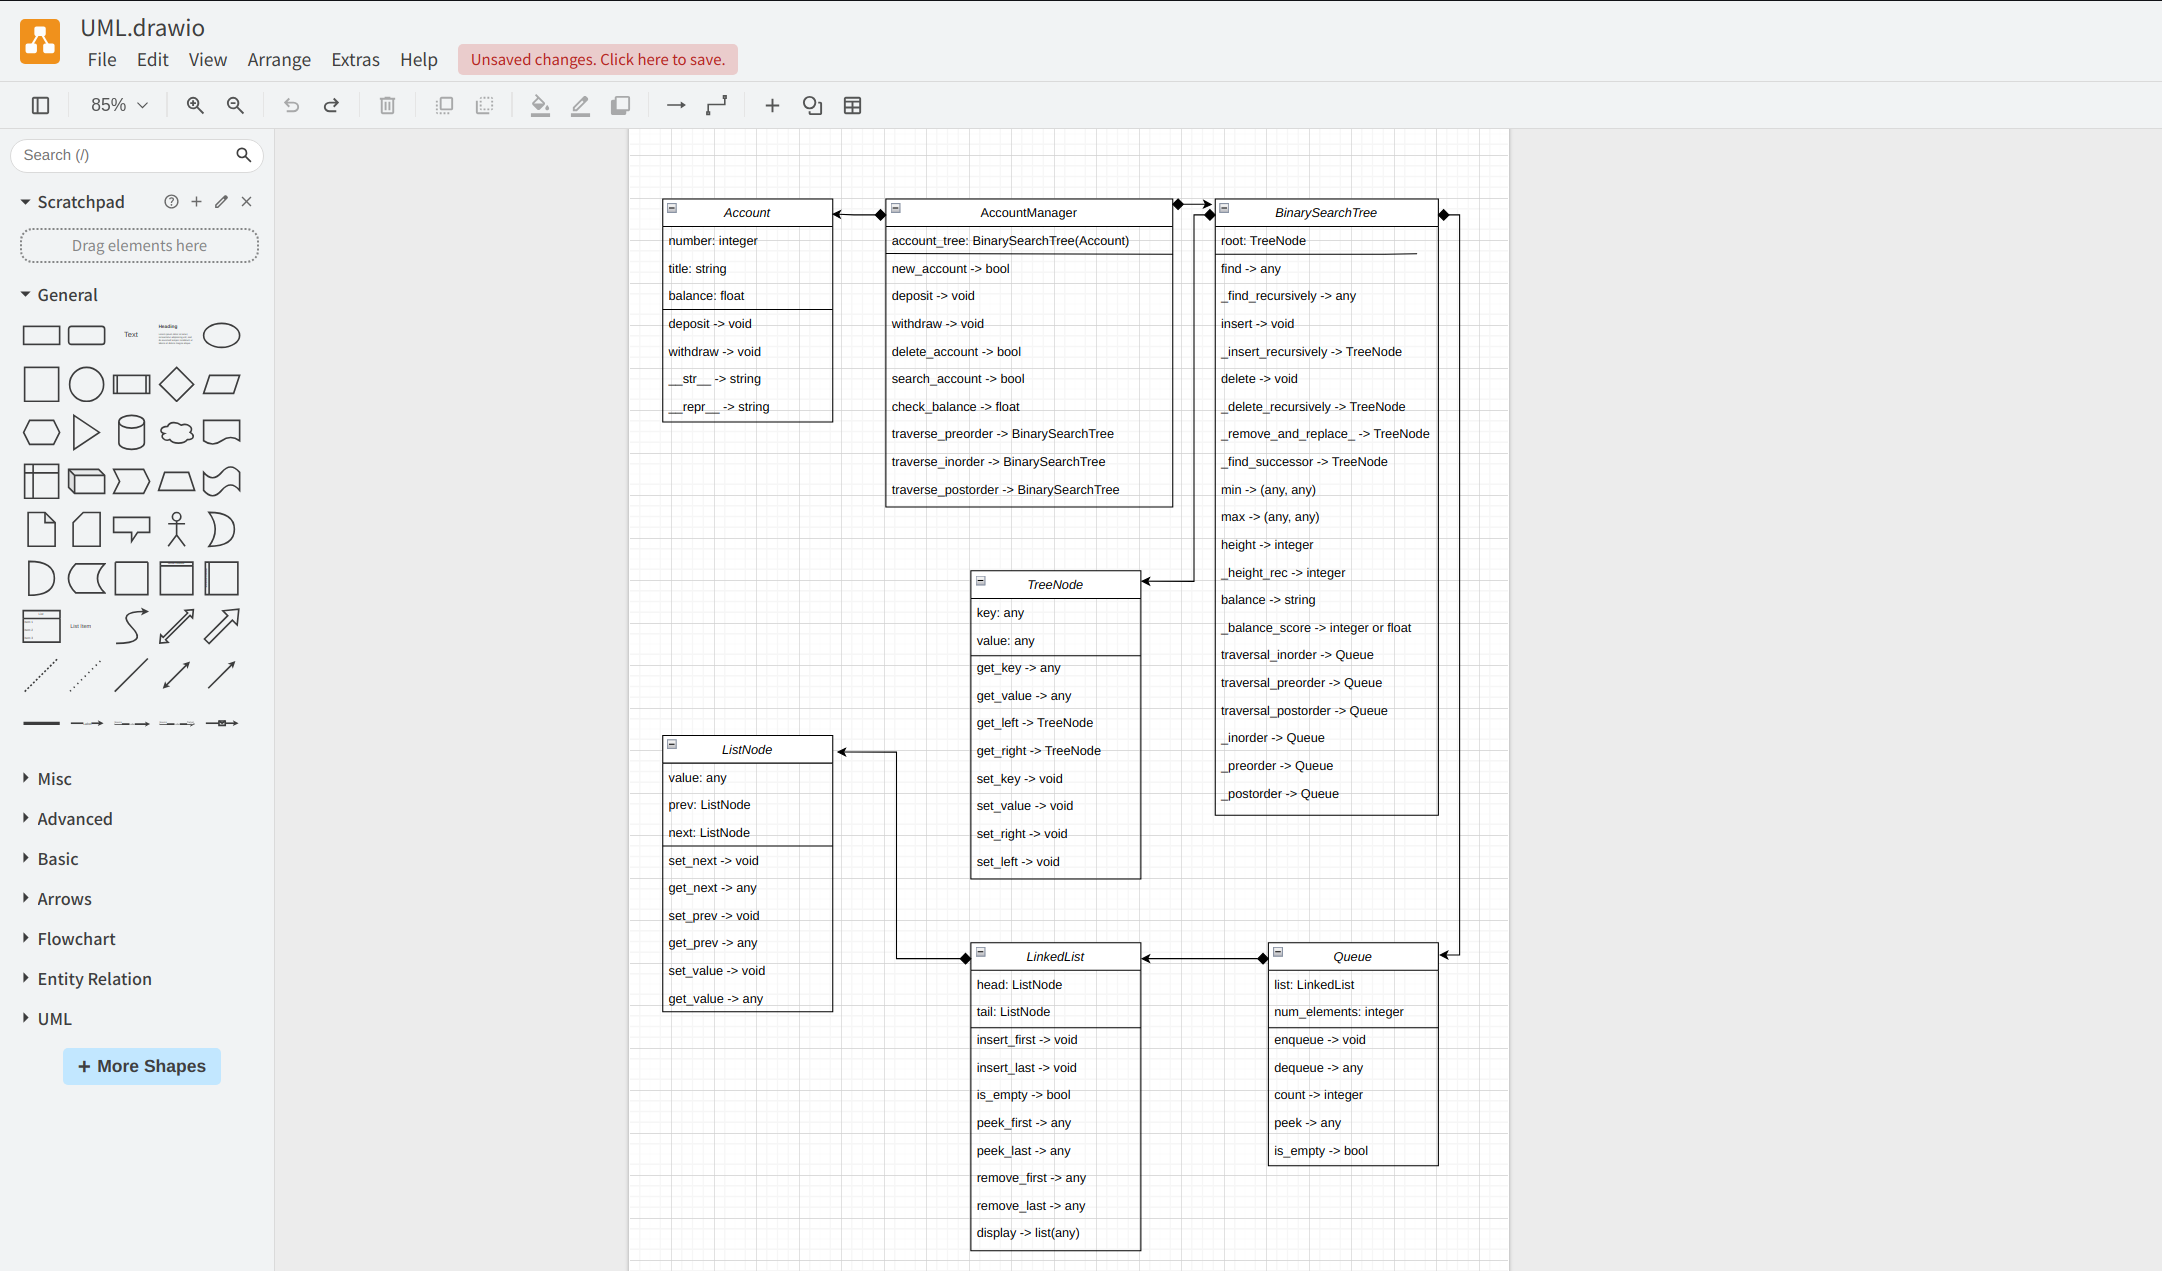 UML.drawio
File Edit View Arrange Extras Help Unsaved changes. Click here to save.
85%
Search (/)
Scratchpad
Drag elements here
General
Text
Heading
List Item
Misc
Advanced
Basic
Arrows
Flowchart
Entity Relation
UML
+ More Shapes
Account
number: integer
title: string
balance: float
deposit -> void
withdraw -> void
__str__ -> string
__repr__ -> string
AccountManager
account_tree: BinarySearchTree(Account)
new_account -> bool
deposit -> void
withdraw -> void
delete_account -> bool
search_account -> bool
check_balance -> float
traverse_preorder -> BinarySearchTree
traverse_inorder -> BinarySearchTree
traverse_postorder -> BinarySearchTree
BinarySearchTree
root: TreeNode
find -> any
_find_recursively -> any
insert -> void
_insert_recursively -> TreeNode
delete -> void
_delete_recursively -> TreeNode
_remove_and_replace_ -> TreeNode
_find_successor -> TreeNode
min -> (any, any)
max -> (any, any)
height -> integer
_height_rec -> integer
balance -> string
_balance_score -> integer or float
traversal_inorder -> Queue
traversal_preorder -> Queue
traversal_postorder -> Queue
_inorder -> Queue
_preorder -> Queue
_postorder -> Queue
TreeNode
key: any
value: any
get_key -> any
get_value -> any
get_left -> TreeNode
get_right -> TreeNode
set_key -> void
set_value -> void
set_right -> void
set_left -> void
ListNode
value: any
prev: ListNode
next: ListNode
set_next -> void
get_next -> any
set_prev -> void
get_prev -> any
set_value -> void
get_value -> any
LinkedList
head: ListNode
tail: ListNode
insert_first -> void
insert_last -> void
is_empty -> bool
peek_first -> any
peek_last -> any
remove_first -> any
remove_last -> any
display -> list(any)
Queue
list: LinkedList
num_elements: integer
enqueue -> void
dequeue -> any
count -> integer
peek -> any
is_empty -> bool